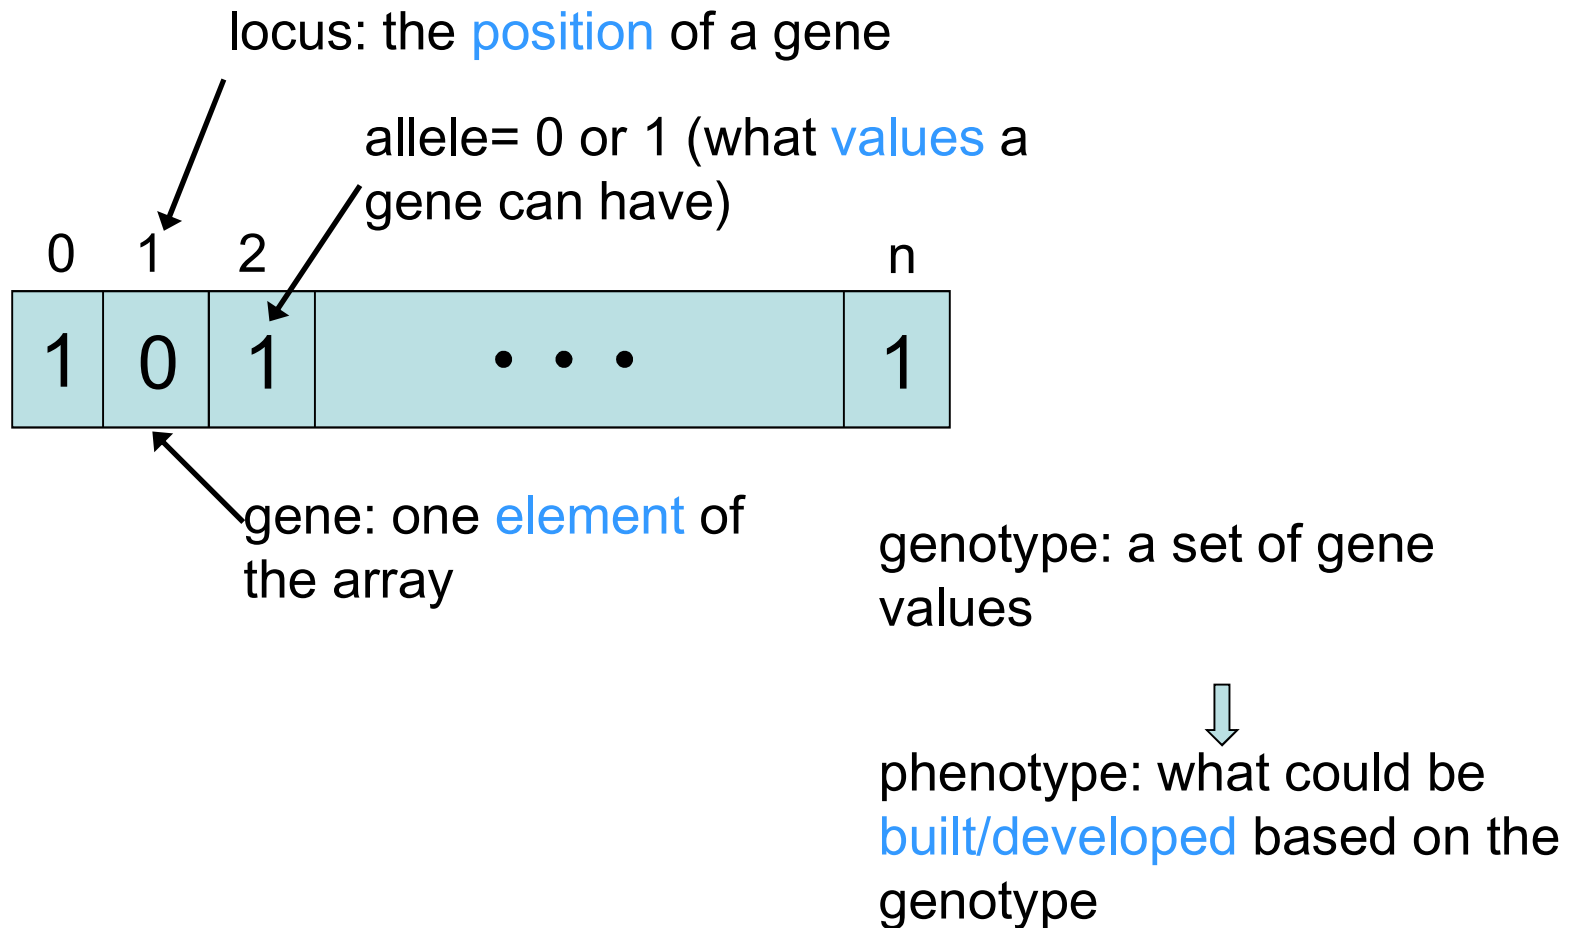 locus: the position of a gene
allele= 0 or 1 (what values a
gene can have)
0 1 2 n
1 0 1 • • • 1
gene: one element of
the array
genotype: a set of gene
values
phenotype: what could be
built/developed based on the
genotype